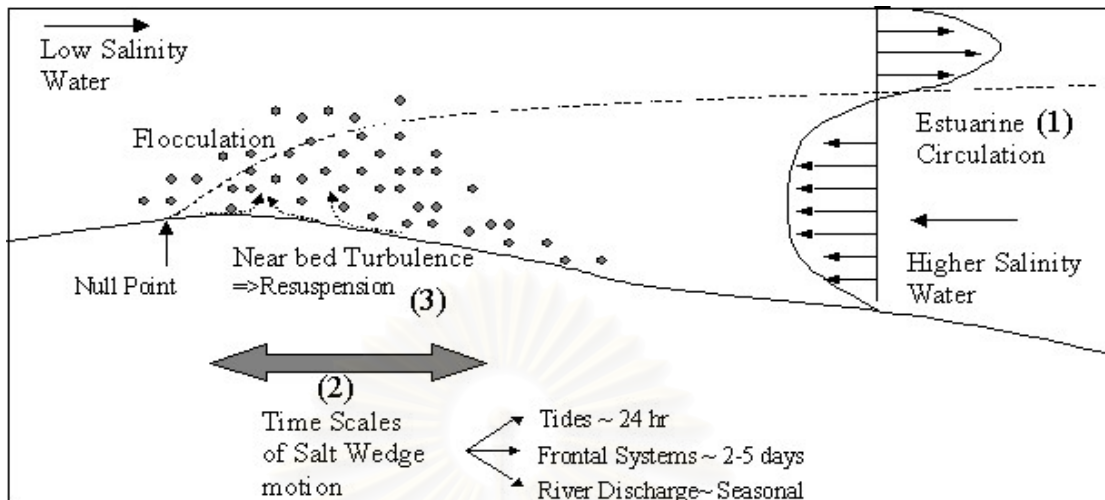 Low Salinity
Water
Flocculation
Estuarine (1)
Circulation
Null Point
Near bed Turbulence
=>Resuspension
(3)
Higher Salinity
Water
(2)
Time Scales
of Salt Wedge
motion
Tides ~ 24 hr
Frontal Systems ~ 2-5 days
River Discharge~ Seasonal